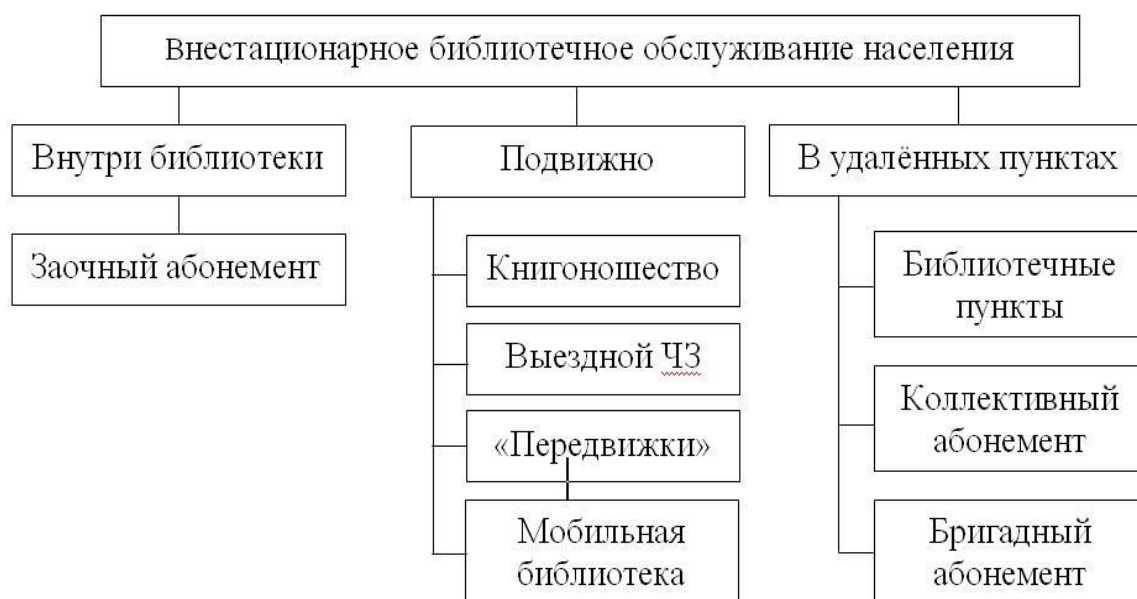 Внестационарное библиотечное обслуживание населения
Внутри библиотеки
Заочный абонемент
Подвижно
Книгоношество
Выездной ЧЗ
«Передвижки»
Мобильная
библиотека
В удалённых пунктах
Библиотечные
пункты
Коллективный
абонемент
Бригадный
абонемент